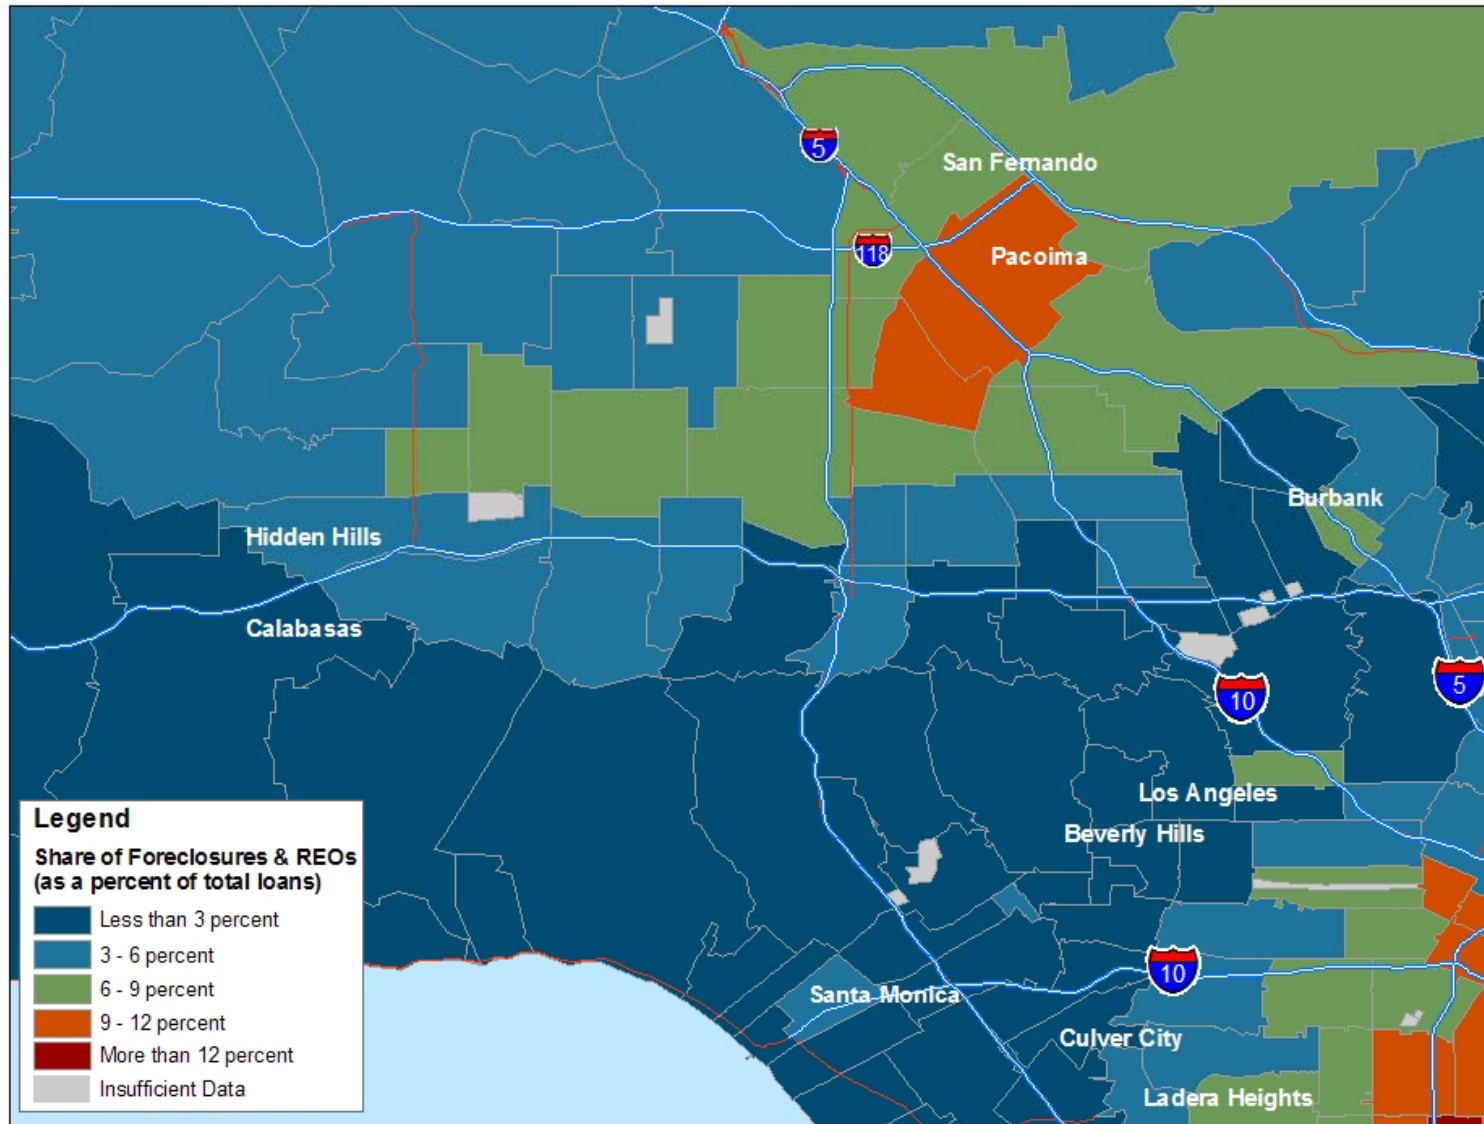 5
San Fernando
118
Pacoima
Burbank
Hidden Hills
Calabasas
5
10
Los Angeles
Beverly Hills
Legend
Share of Foreclosures & REOs
(as a percent of total loans)
Less than 3 percent
3 - 6 percent
6 - 9 percent
9 - 12 percent
More than 12 percent
Insufficient Data
10
Santa Monica
Culver City
Ladera Heights